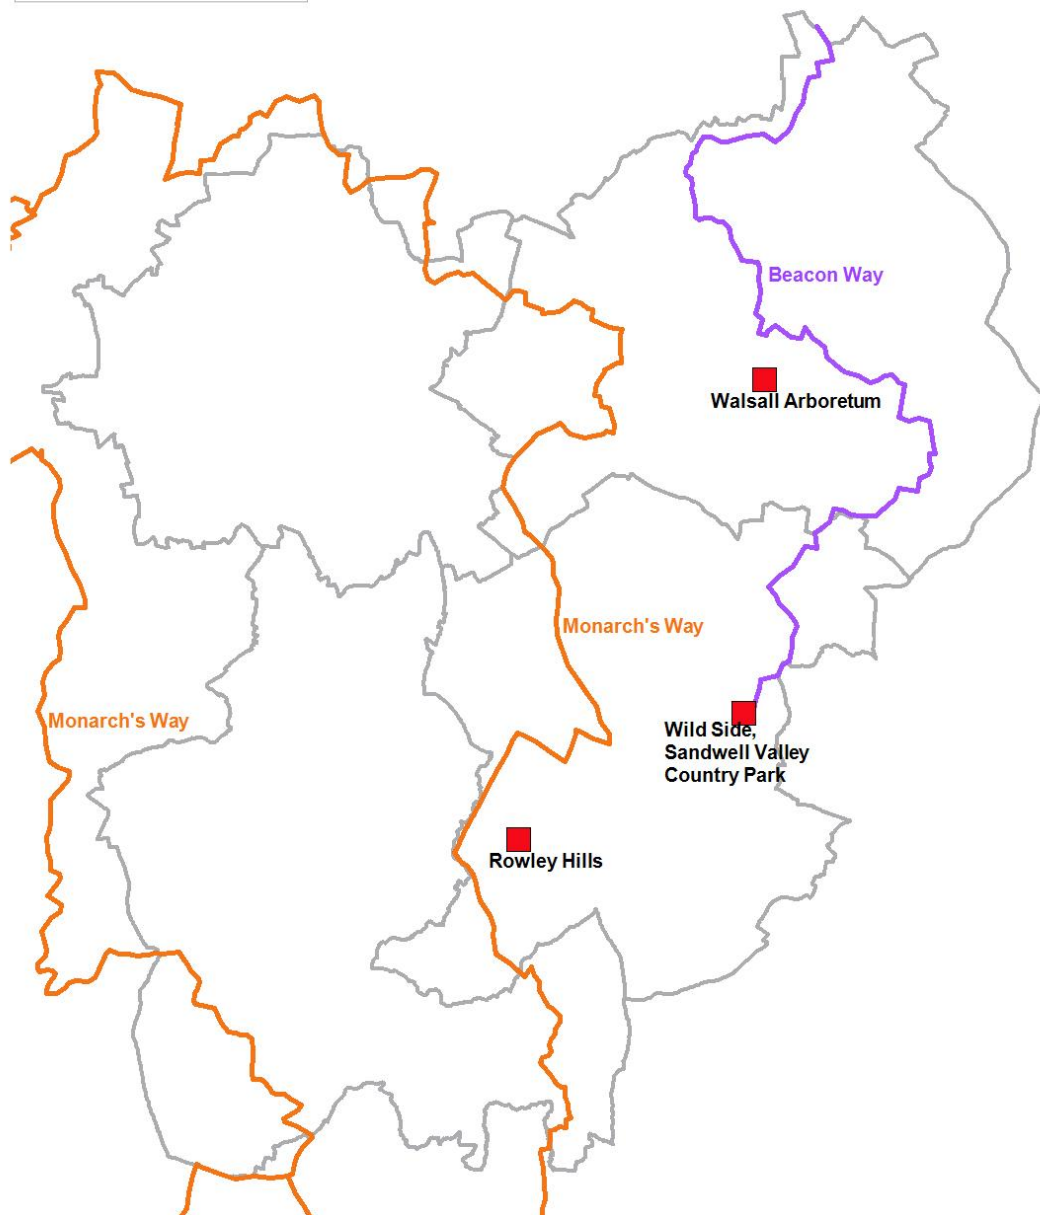 Beacon Way
Walsall Arboretum
Monarch's Way
Monarch's Way
Wild Side,
Sandwell Valley
Country Park
Rowley Hills